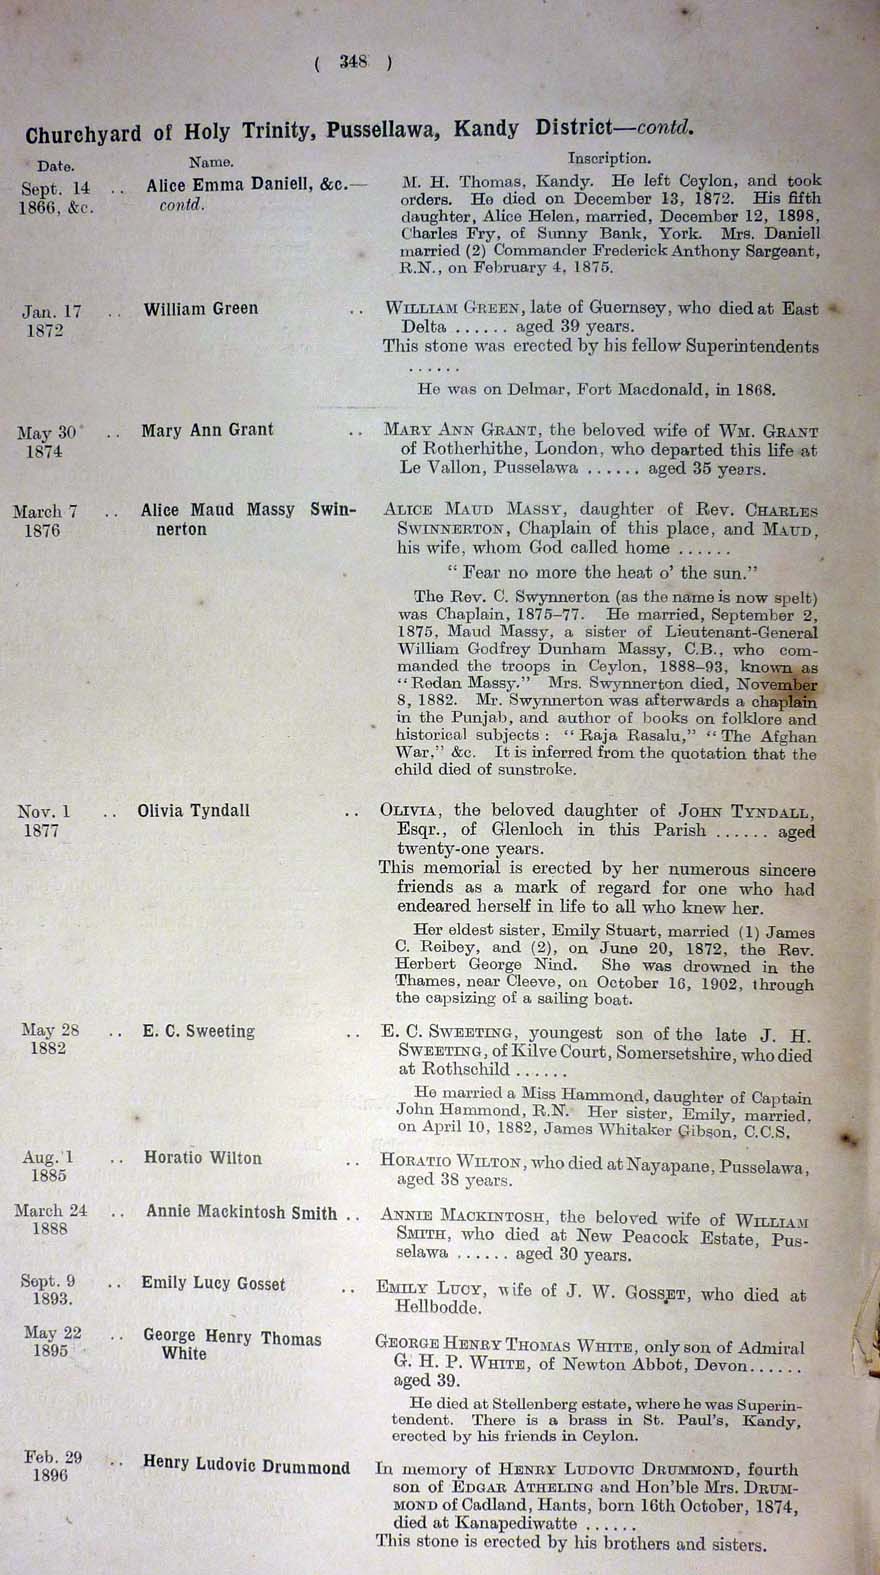 ( 348 )
Churchyard of Holy Trinity, Pussellawa, Kandy District—contd.
Date. Name. Inscription.
Sept. 14 .. Alice Emma Daniell, &c.— M. H. Thomas, Kandy. He left Ceylon, and took
1866, &c. contd. orders. He died on December 13, 1872. His fifth
daughter, Alice Helen, married, December 12, 1898,
Charles Fry, of Sunny Bank, York. Mrs. Daniell
married (2) Commander Frederick Anthony Sargeant,
R.N., on February 4, 1875.
Jan. 17 .. William Green .. WILLIAM GREEN, late of Guernsey, who died at East
1872 Delta ...... aged 39 years.
This stone was erected by his fellow Superintendents
......
He was on Delmar, Fort Macdonald, in 1868.
May 30 .. Mary Ann Grant .. MARY ANN GRANT, the beloved wife of WM. GRANT
1874 of Rotherhithe, London, who departed this life at
Le Vallon, Pusselawa ...... aged 35 years.
March 7 .. Alice Maud Massy Swin- ALICE MAUD MASSY, daughter of Rev. CHARLES
1876 nerton SWINNERTON, Chaplain of this place, and MAUD,
his wife, whom God called home ......
"Fear no more the heat o' the sun."
The Rev. C. Swynnerton (as the name is now spelt)
was Chaplain, 1875–77. He married, September 2,
1875, Maud Massy, a sister of Lieutenant-General
William Godfrey Dunham Massy, C.B., who com-
manded the troops in Ceylon, 1888–93, known as
"Redan Massy." Mrs. Swynnerton died, November
8, 1882. Mr. Swynnerton was afterwards a chaplain
in the Punjab, and author of books on folklore and
historical subjects: "Raja Rasalu," "The Afghan
War," &c. It is inferred from the quotation that the
child died of sunstroke.
Nov. 1 .. Olivia Tyndall .. OLIVIA, the beloved daughter of JOHN TYNDALL,
1877 Esqr., of Glenloch in this Parish ...... aged
twenty-one years.
This memorial is erected by her numerous sincere
friends as a mark of regard for one who had
endeared herself in life to all who knew her.
Her eldest sister, Emily Stuart, married (1) James
C. Reibey, and (2), on June 20, 1872, the Rev.
Herbert George Nind. She was drowned in the
Thames, near Cleeve, on October 16, 1902, through
the capsizing of a sailing boat.
May 28 .. E. C. Sweeting .. E. C. SWEETING, youngest son of the late J. H.
1882 SWEETING, of Kilve Court, Somersetshire, who died
at Rothschild ......
He married a Miss Hammond, daughter of Captain
John Hammond, R.N. Her sister, Emily, married,
on April 10, 1882, James Whitaker Gibson, C.C.S.
Aug. 1 .. Horatio Wilton .. HORATIO WILTON, who died at Nayapane, Pusselawa,
1885 aged 38 years.
March 24 .. Annie Mackintosh Smith .. ANNIE MACKINTOSH, the beloved wife of WILLIAM
1888 SMITH, who died at New Peacock Estate, Pus-
selawa ...... aged 30 years.
Sept. 9 .. Emily Lucy Gosset .. EMILY LUCY, wife of J. W. GOSSET, who died at
1893. Hellbodde.
May 22 .. George Henry Thomas GEORGE HENRY THOMAS WHITE, only son of Admiral
1895 White G. H. P. WHITE, of Newton Abbot, Devon......
aged 39.
He died at Stellenberg estate, where he was Superin-
tendent. There is a brass in St. Paul's, Kandy,
erected by his friends in Ceylon.
Feb. 29 .. Henry Ludovic Drummond In memory of HENRY LUDOVIC DRUMMOND, fourth
1896 son of EDGAR ATHELING and Hon'ble Mrs. DRUM-
MOND of Cadland, Hants, born 16th October, 1874,
died at Kanapediwatte ......
This stone is erected by his brothers and sisters.